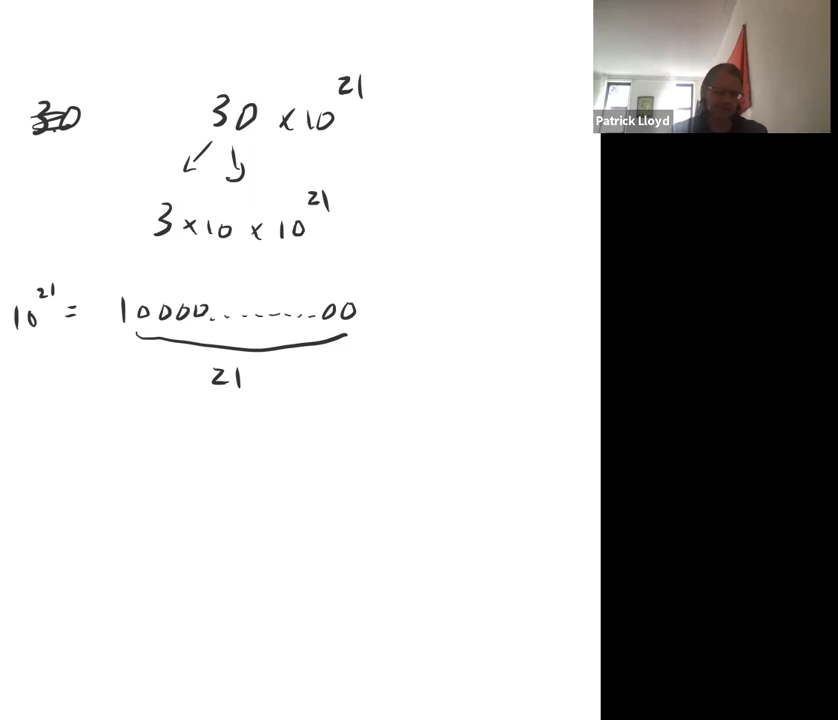 30 30 × 10^21
3 × 10 × 10^21
10^21 = 10000..........00
21
Patrick Lloyd